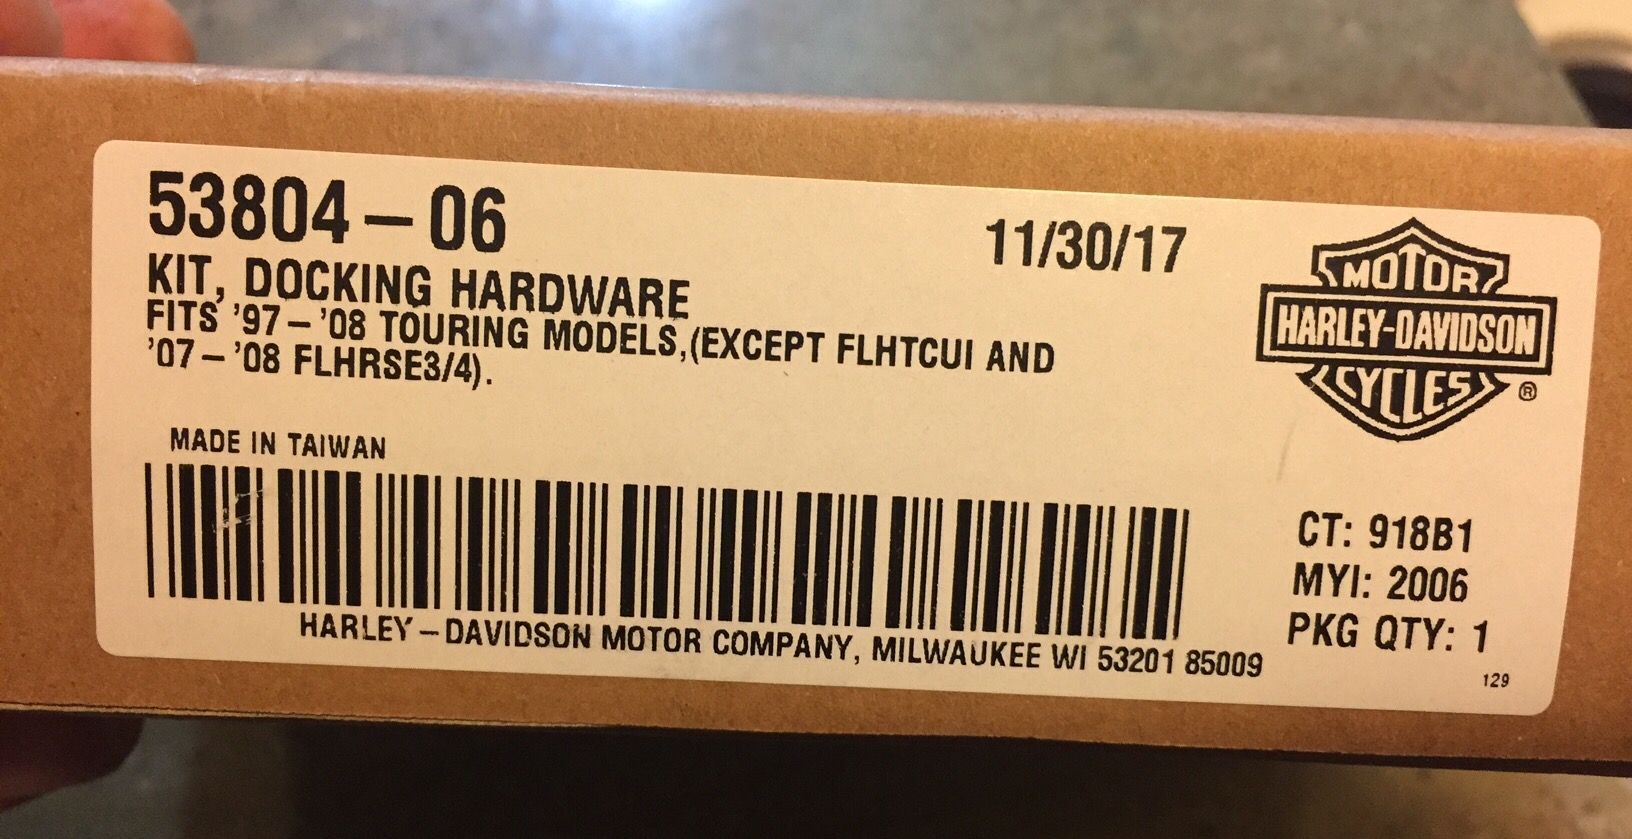 53804-06
11/30/17
KIT, DOCKING HARDWARE
FITS '97-'08 TOURING MODELS,(EXCEPT FLHTCUI AND
'07-'08 FLHRSE3/4).
MOTOR
HARLEY-DAVIDSON
CYCLES
®
MADE IN TAIWAN
HARLEY-DAVIDSON MOTOR COMPANY, MILWAUKEE WI 53201 85009
CT: 918B1
MYI: 2006
PKG QTY: 1
129